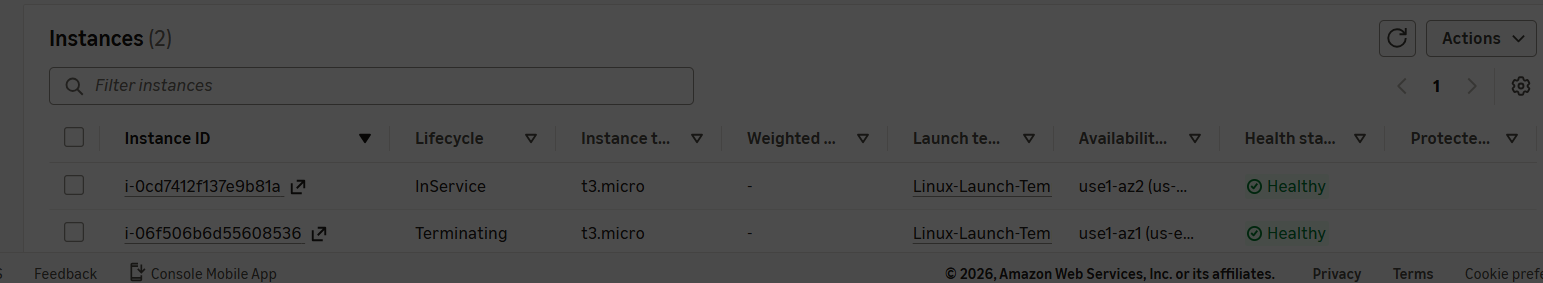 Instances (2)
Actions
Filter instances
1
Instance ID Lifecycle Instance t... Weighted ... Launch te... Availabilit... Health sta... Protecte...
i-0cd7412f137e9b81a InService t3.micro - Linux-Launch-Tem use1-az2 (us-... Healthy
i-06f506b6d55608536 Terminating t3.micro - Linux-Launch-Tem use1-az1 (us-e... Healthy
s Feedback Console Mobile App © 2026, Amazon Web Services, Inc. or its affiliates. Privacy Terms Cookie prefe